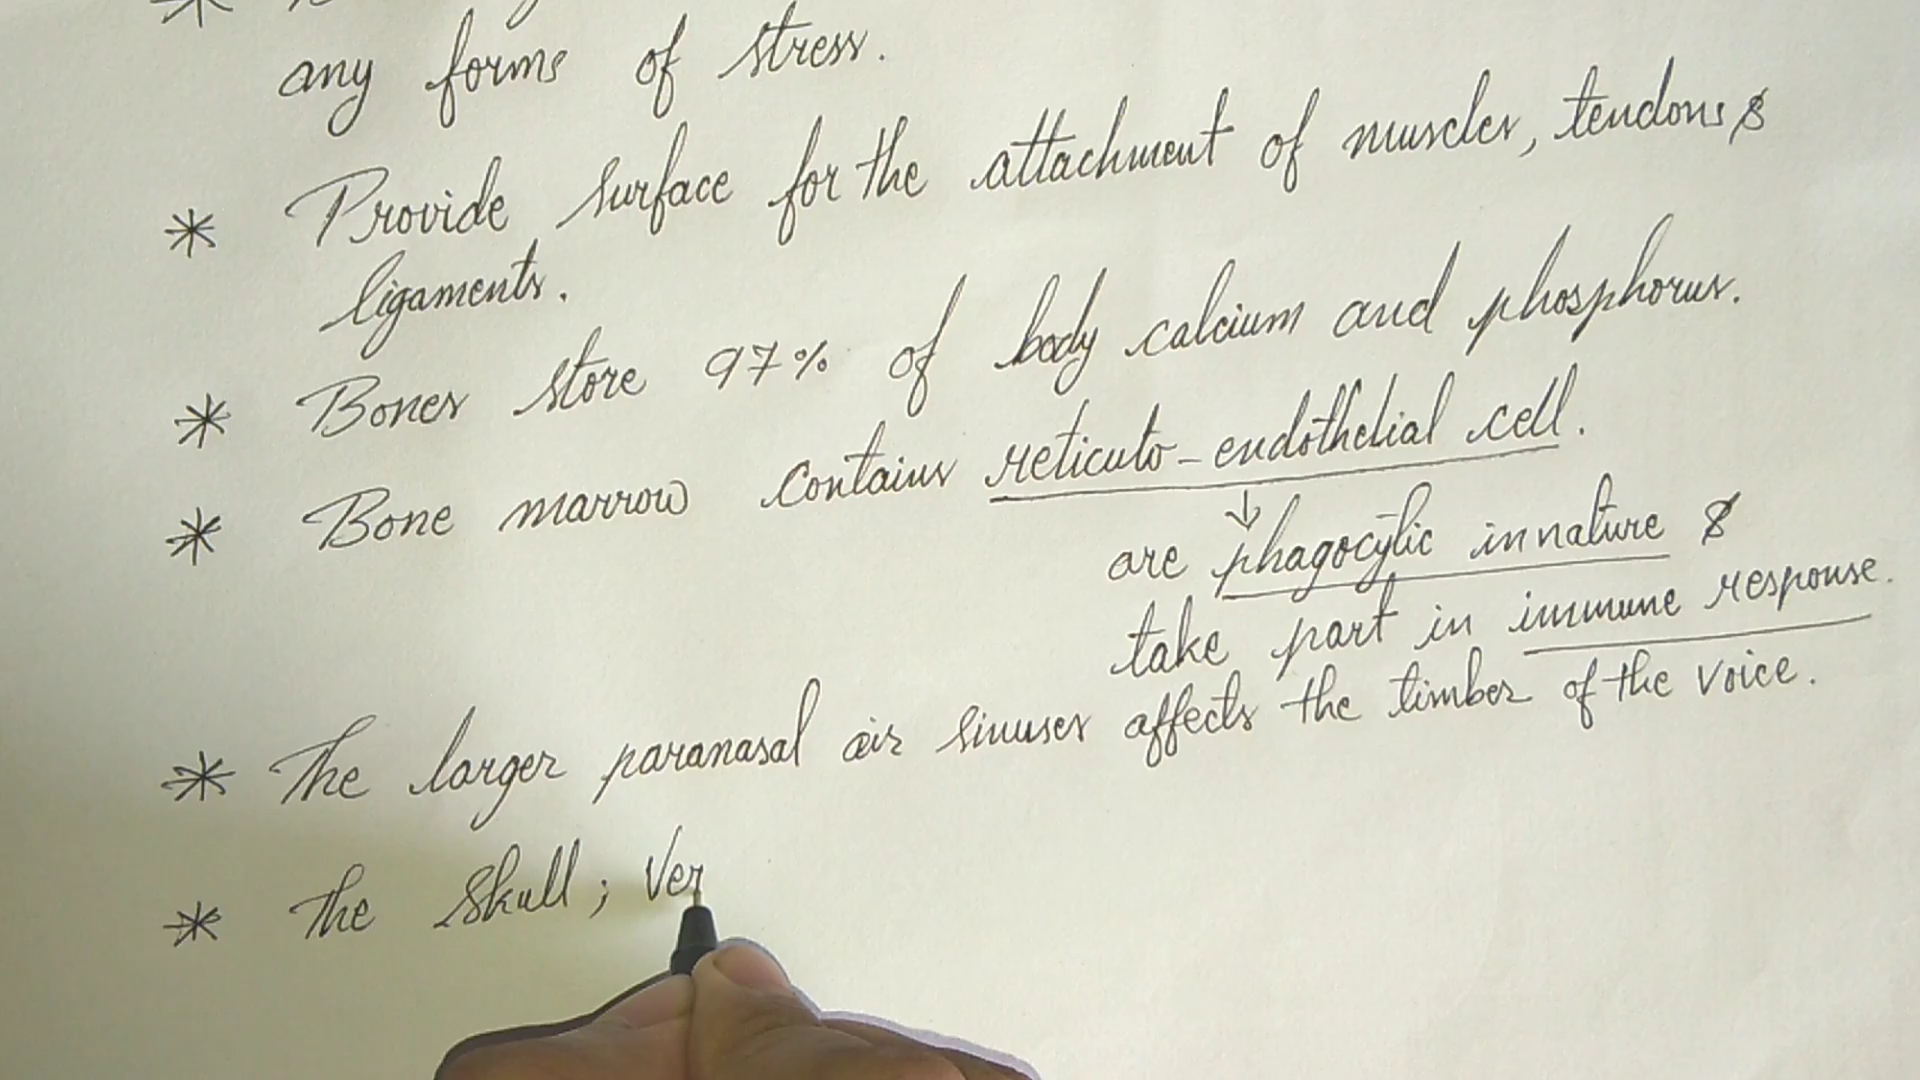 any forms of stress.
* Provide surface for the attachment of muscles, tendons &
ligaments.
* Bones store 97% of body calcium and phosphorus.
* Bone marrow contains reticuto-endothelial cell.
↓
are phagocytic in nature &
take part in immune response.
* The larger paranasal air sinuses affects the timber of the voice.
* The Skull; Ver